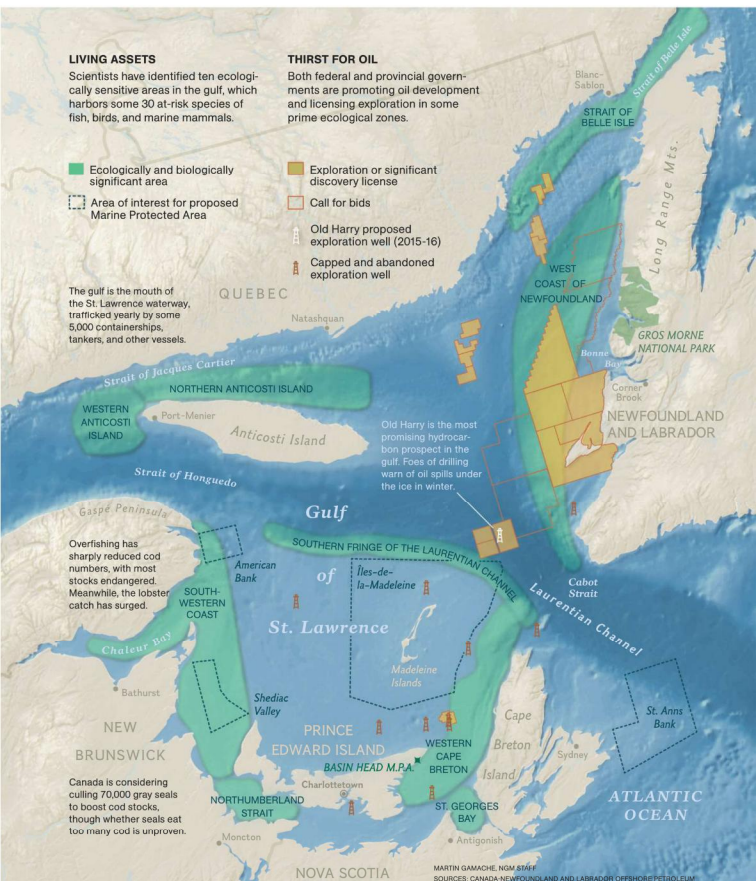 LIVING ASSETS
Scientists have identified ten ecologi-
cally sensitive areas in the gulf, which
harbors some 30 at-risk species of
fish, birds, and marine mammals.
THIRST FOR OIL
Both federal and provincial govern-
ments are promoting oil development
and licensing exploration in some
prime ecological zones.
Ecologically and biologically
significant area
Area of interest for proposed
Marine Protected Area
Exploration or significant
discovery license
Call for bids
Old Harry proposed
exploration well (2015-16)
Capped and abandoned
exploration well
Blanc-
Sablon
Strait of Belle Isle
STRAIT OF
BELLE ISLE
Long Range Mts.
The gulf is the mouth of
the St. Lawrence waterway,
trafficked yearly by some
5,000 containerships,
tankers, and other vessels.
QUEBEC
Natashquan
WEST
COAST OF
NEWFOUNDLAND
GROS MORNE
NATIONAL PARK
Bonne
Bay
Corner
Brook
NEWFOUNDLAND
AND LABRADOR
Strait of Jacques Cartier
NORTHERN ANTICOSTI ISLAND
WESTERN
ANTICOSTI
ISLAND
Port-Menier
Anticosti Island
Old Harry is the most
promising hydrocar-
bon prospect in the
gulf. Foes of drilling
warn of oil spills under
the ice in winter.
Strait of Honguedo
Gaspé Peninsula
Gulf
of
St. Lawrence
SOUTHERN FRINGE OF THE LAURENTIAN CHANNEL
Overfishing has
sharply reduced cod
numbers, with most
stocks endangered.
Meanwhile, the lobster
catch has surged.
American
Bank
Îles-de-
la-Madeleine
Cabot
Strait
Laurentian Channel
SOUTH-
WESTERN
COAST
Chaleur Bay
Madeleine
Islands
Bathurst
Shediac
Valley
St. Anns
Bank
NEW
BRUNSWICK
PRINCE
EDWARD ISLAND
BASIN HEAD M.P.A.
WESTERN
CAPE
BRETON
Cape
Breton
Island
Sydney
Canada is considering
culling 70,000 gray seals
to boost cod stocks,
though whether seals eat
too many cod is unproven.
Charlottetown
NORTHUMBERLAND
STRAIT
ST. GEORGES
BAY
ATLANTIC
OCEAN
Moncton
Antigonish
NOVA SCOTIA
MARTIN GAMACHE, NGM STAFF
SOURCES: CANADA-NEWFOUNDLAND AND LABRADOR OFFSHORE PETROLEUM